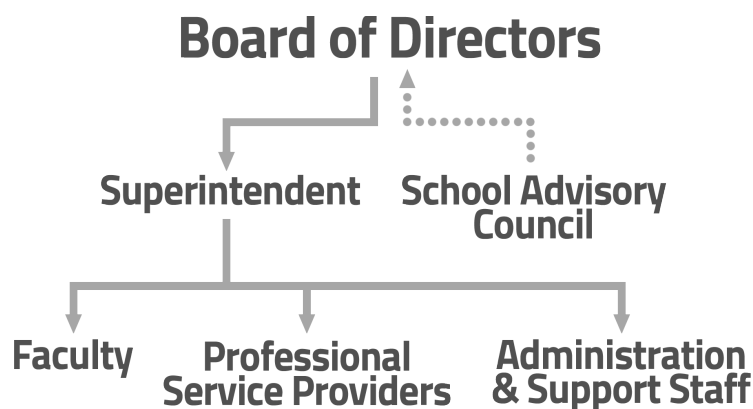 Board of Directors
Superintendent
School Advisory
Council
Faculty
Professional
Service Providers
Administration
& Support Staff